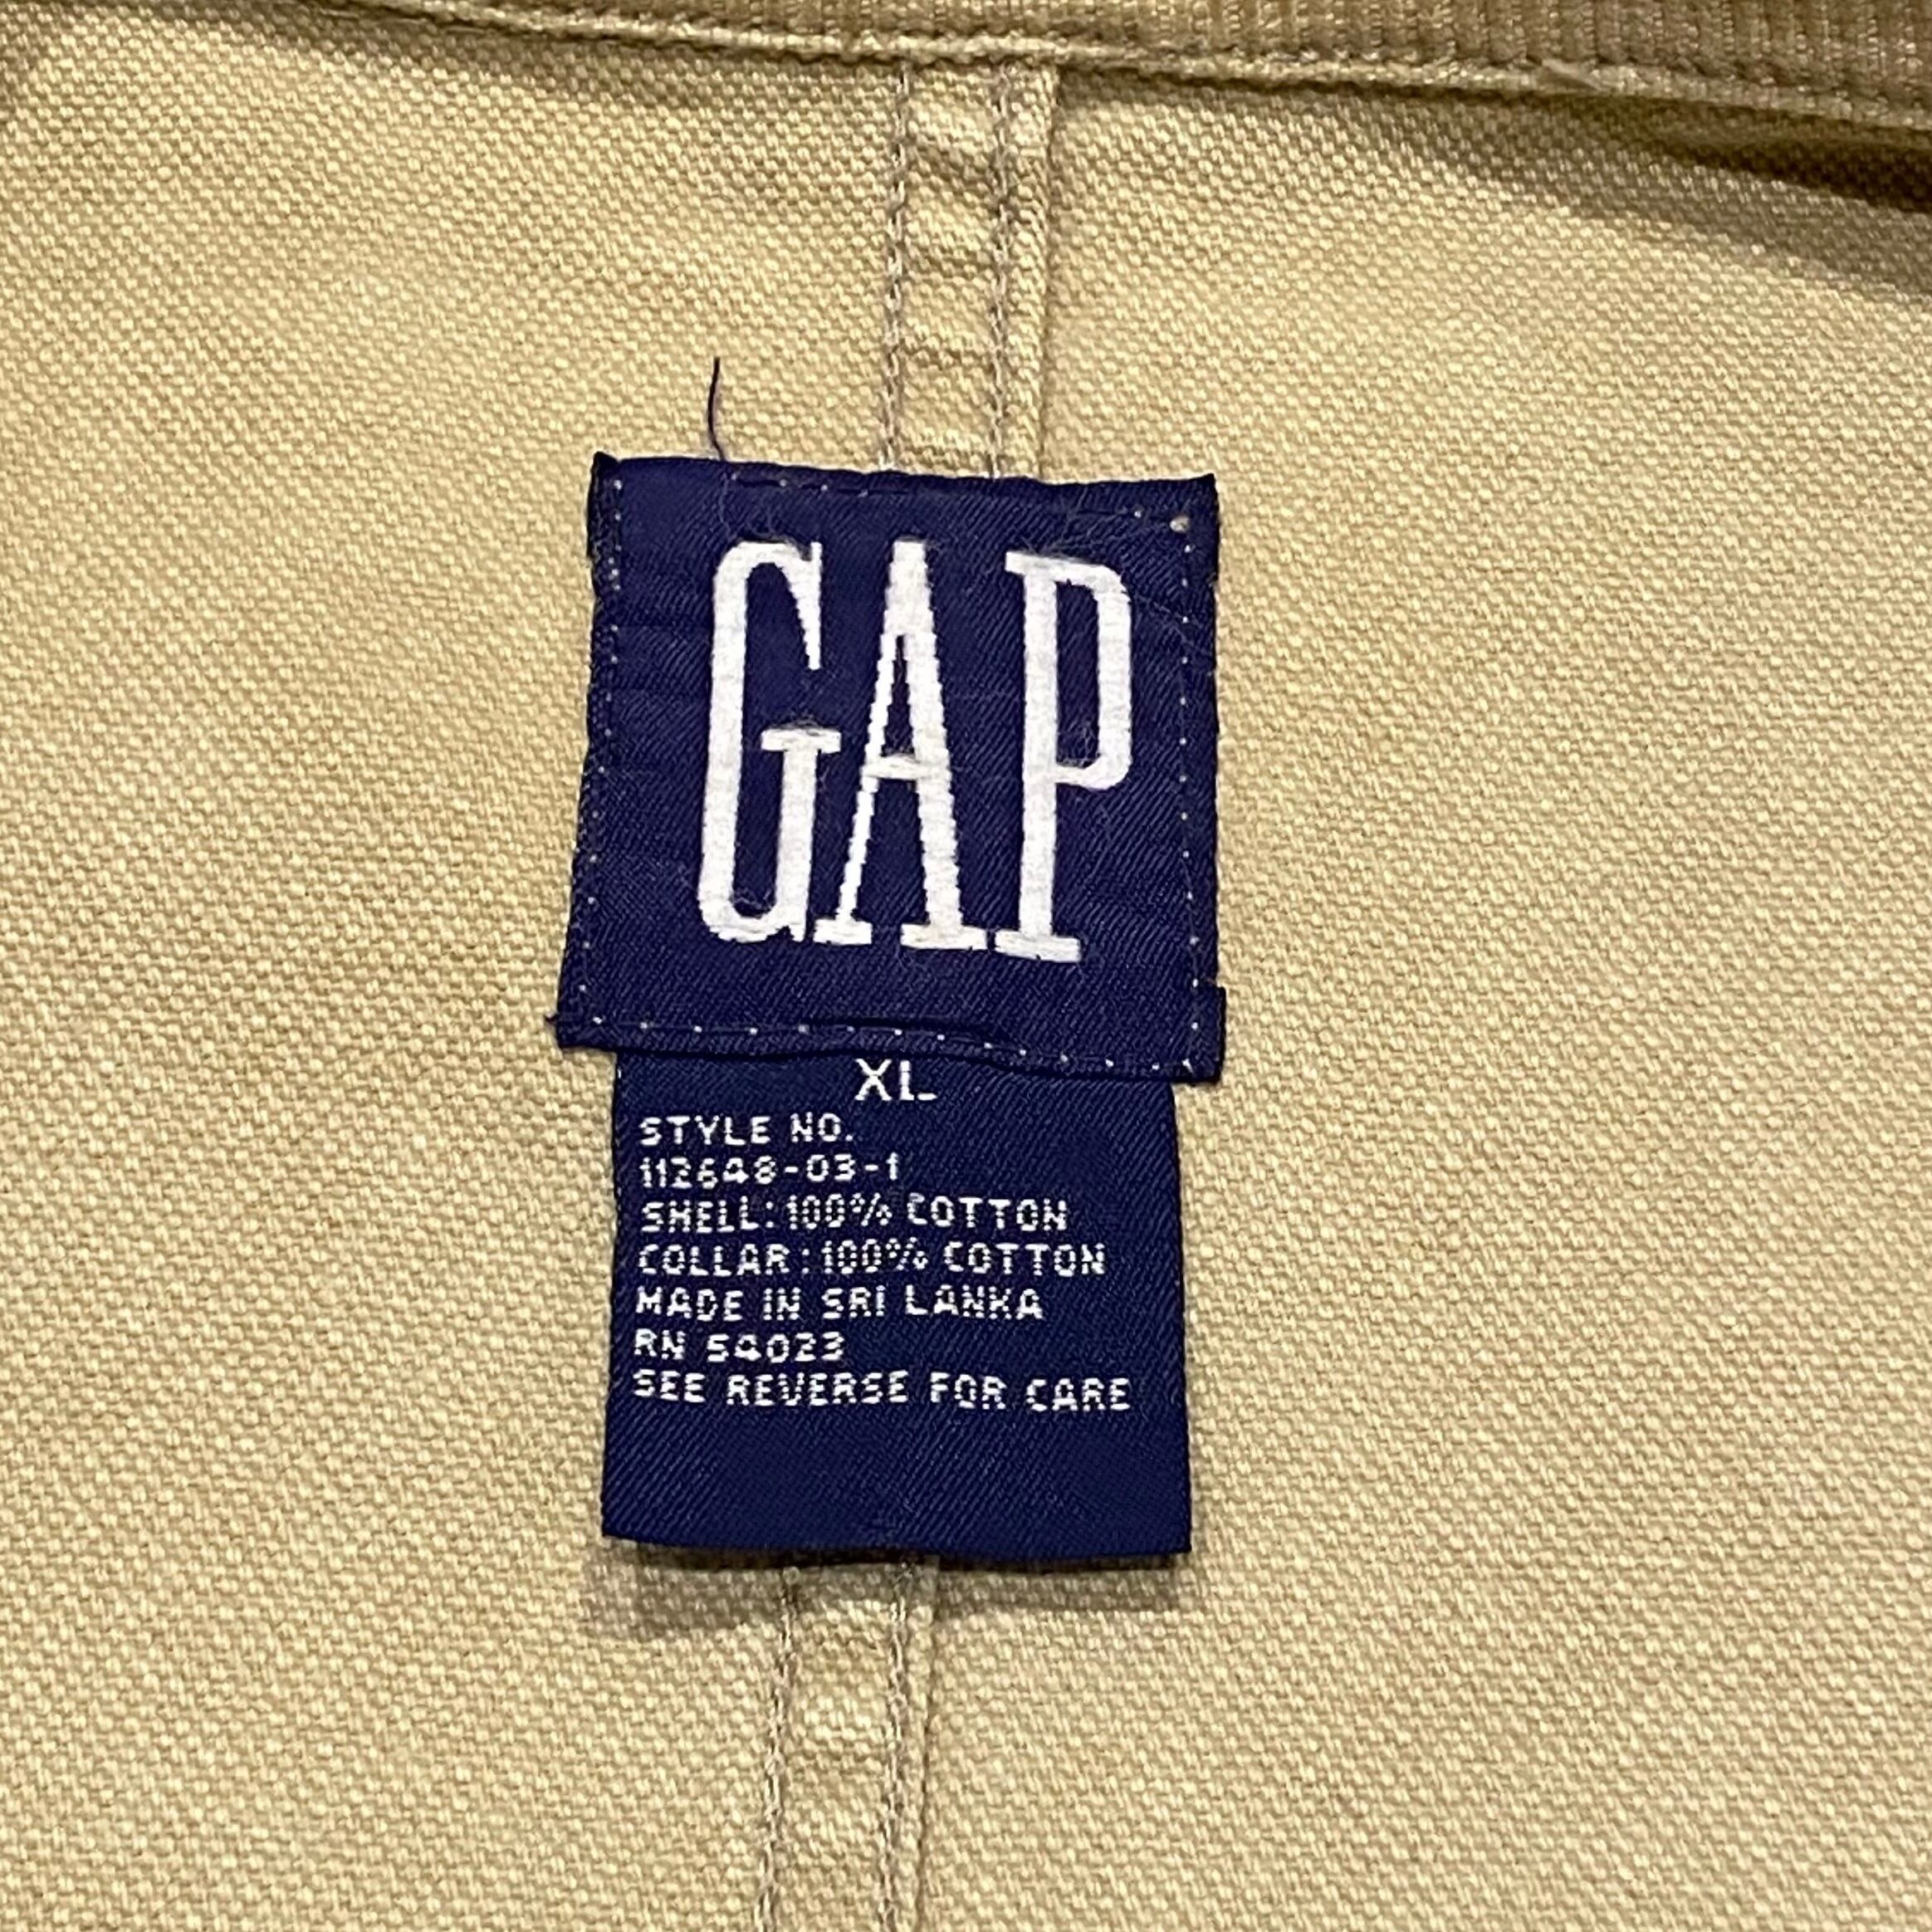 GAP
XL
STYLE NO.
112648-03-1
SHELL: 100% COTTON
COLLAR: 100% COTTON
MADE IN SRI LANKA
RN 54023
SEE REVERSE FOR CARE